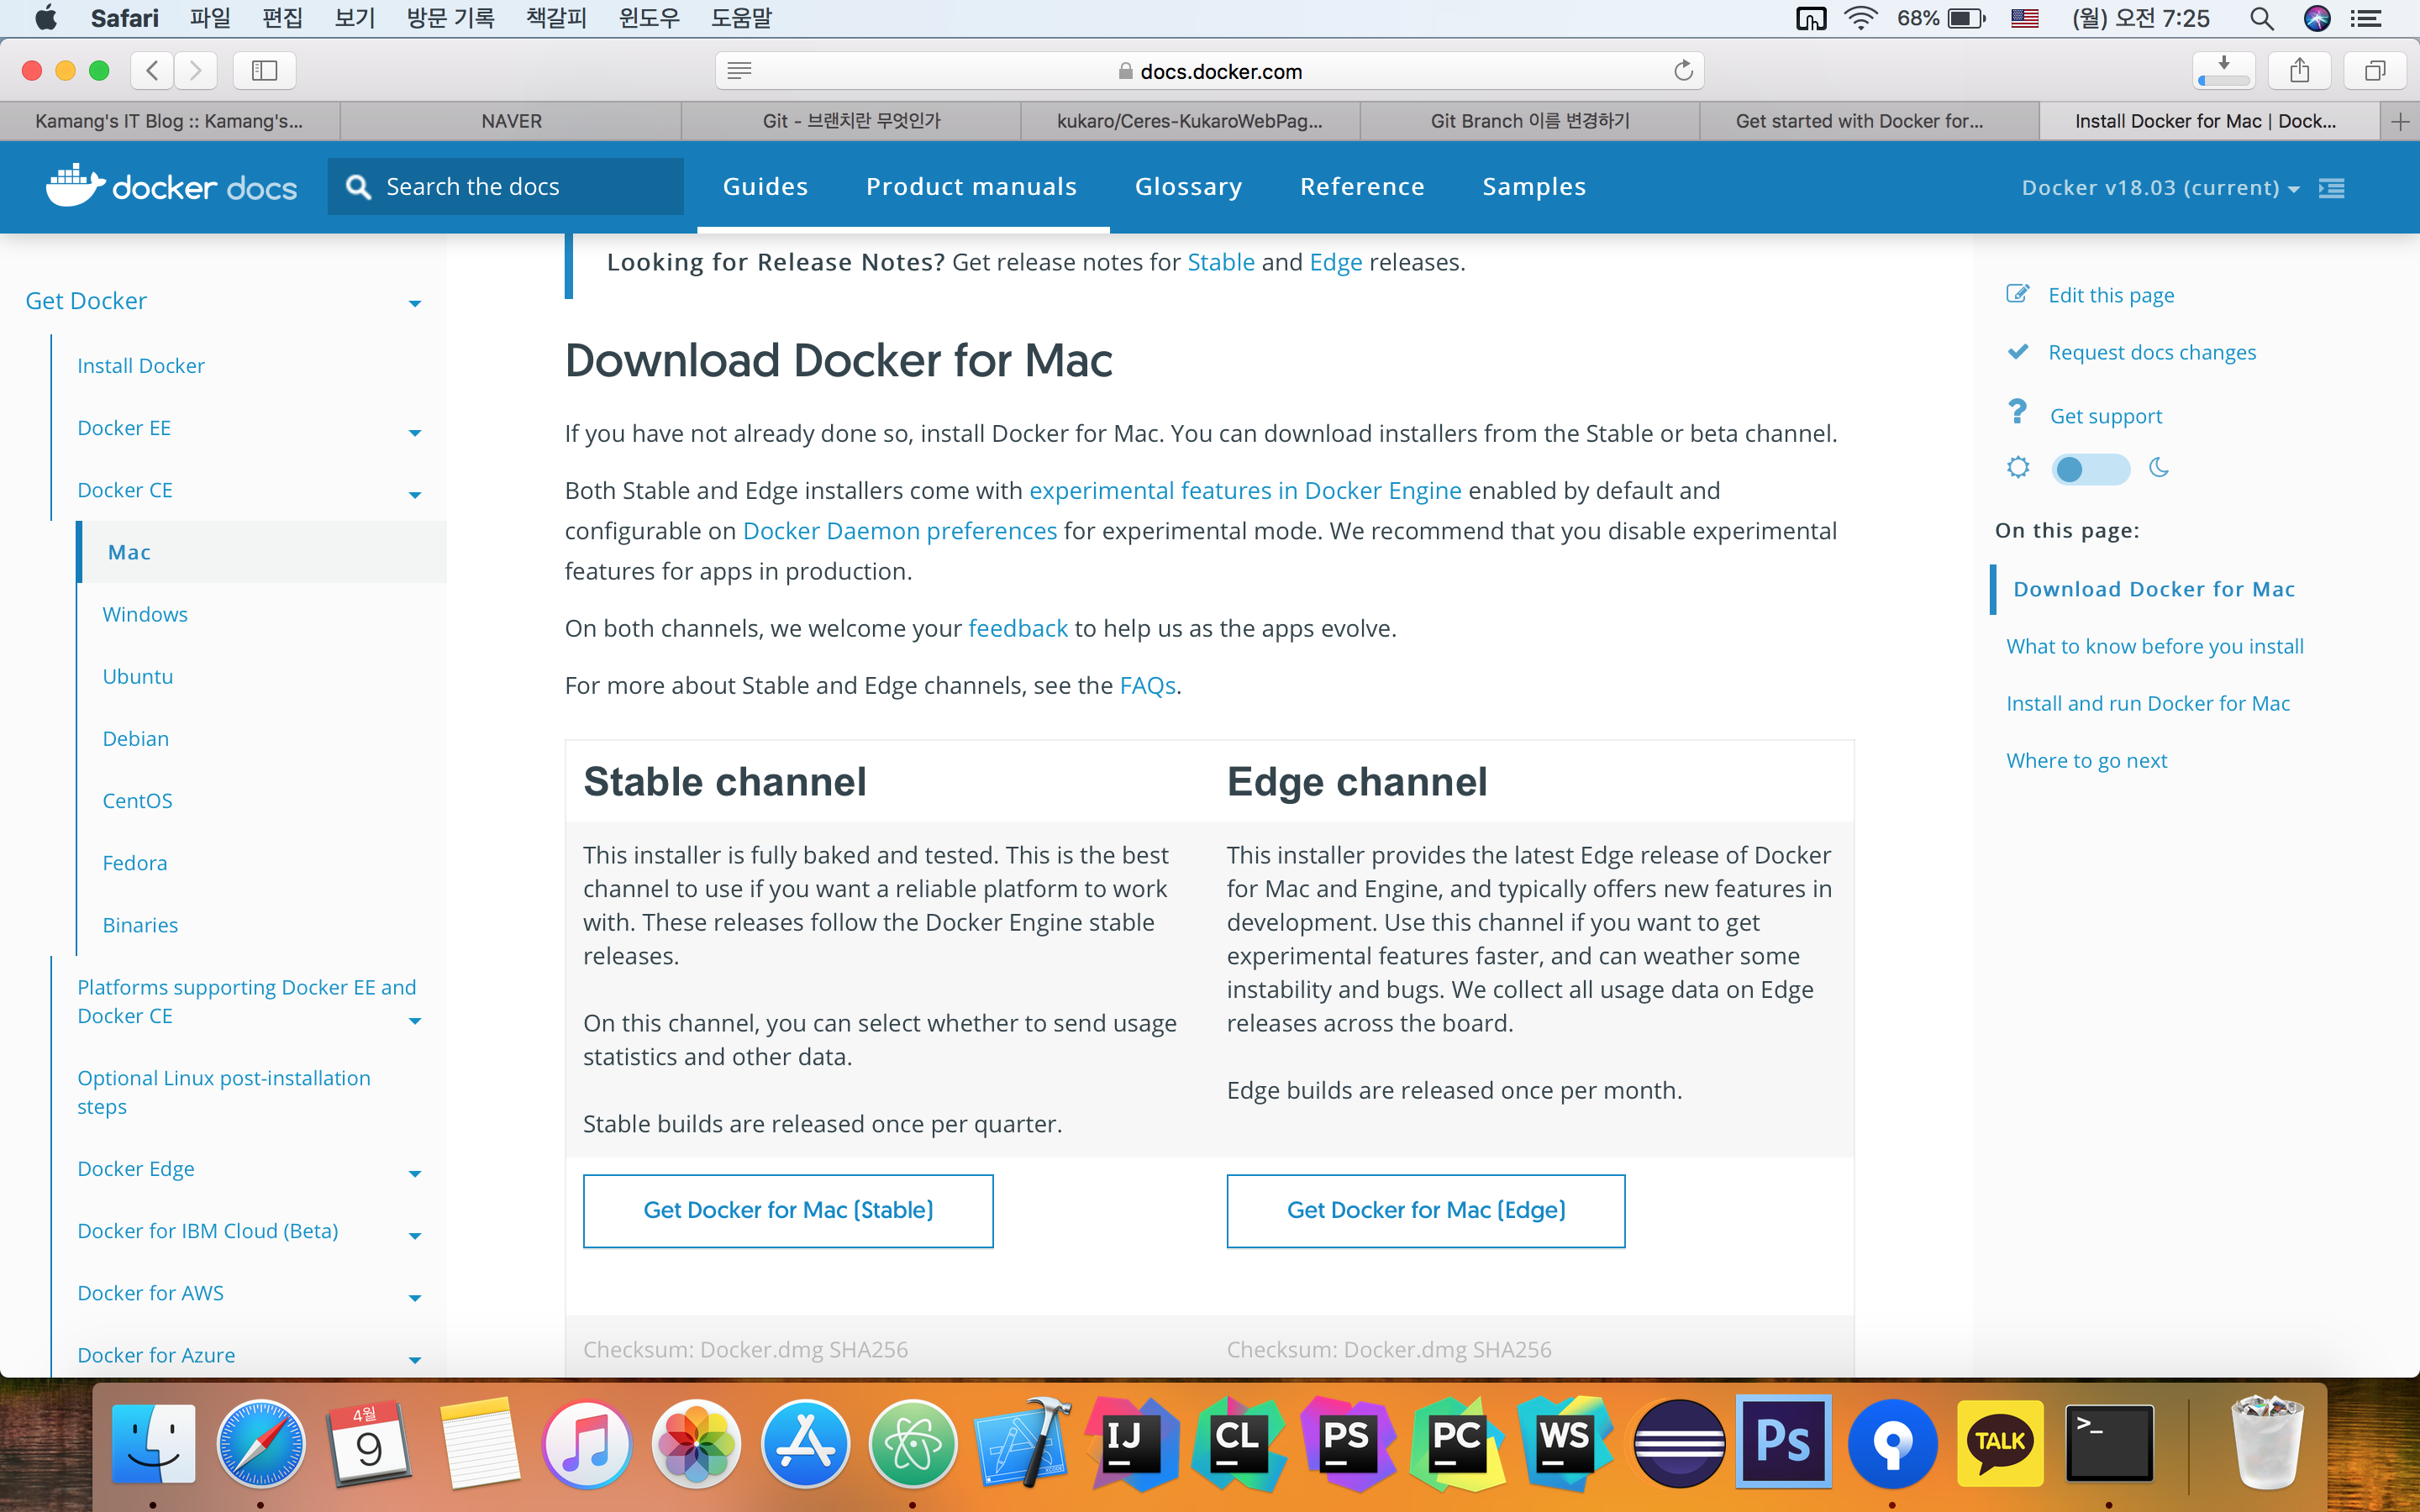 Safari 파일 편집 보기 방문 기록 책갈피 윈도우 도움말 68% (월) 오전 7:25
docs.docker.com
Kamang's IT Blog :: Kamang's... NAVER Git - 브랜치란 무엇인가 kukaro/Ceres-KukaroWebPag... Git Branch 이름 변경하기 Get started with Docker for... Install Docker for Mac | Dock...
docker docs Search the docs Guides Product manuals Glossary Reference Samples Docker v18.03 (current)
Get Docker
Install Docker
Docker EE
Docker CE
Mac
Windows
Ubuntu
Debian
CentOS
Fedora
Binaries
Platforms supporting Docker EE and
Docker CE
Optional Linux post-installation
steps
Docker Edge
Docker for IBM Cloud (Beta)
Docker for AWS
Docker for Azure
Looking for Release Notes? Get release notes for Stable and Edge releases.
Download Docker for Mac
If you have not already done so, install Docker for Mac. You can download installers from the Stable or beta channel.
Both Stable and Edge installers come with experimental features in Docker Engine enabled by default and
configurable on Docker Daemon preferences for experimental mode. We recommend that you disable experimental
features for apps in production.
On both channels, we welcome your feedback to help us as the apps evolve.
For more about Stable and Edge channels, see the FAQs.
Stable channel
This installer is fully baked and tested. This is the best
channel to use if you want a reliable platform to work
with. These releases follow the Docker Engine stable
releases.
On this channel, you can select whether to send usage
statistics and other data.
Stable builds are released once per quarter.
Get Docker for Mac (Stable)
Checksum: Docker.dmg SHA256
Edge channel
This installer provides the latest Edge release of Docker
for Mac and Engine, and typically offers new features in
development. Use this channel if you want to get
experimental features faster, and can weather some
instability and bugs. We collect all usage data on Edge
releases across the board.
Edge builds are released once per month.
Get Docker for Mac (Edge)
Checksum: Docker.dmg SHA256
Edit this page
Request docs changes
Get support
On this page:
Download Docker for Mac
What to know before you install
Install and run Docker for Mac
Where to go next
4월
9
IJ
CL
PS
PC
WS
Ps
TALK
>_